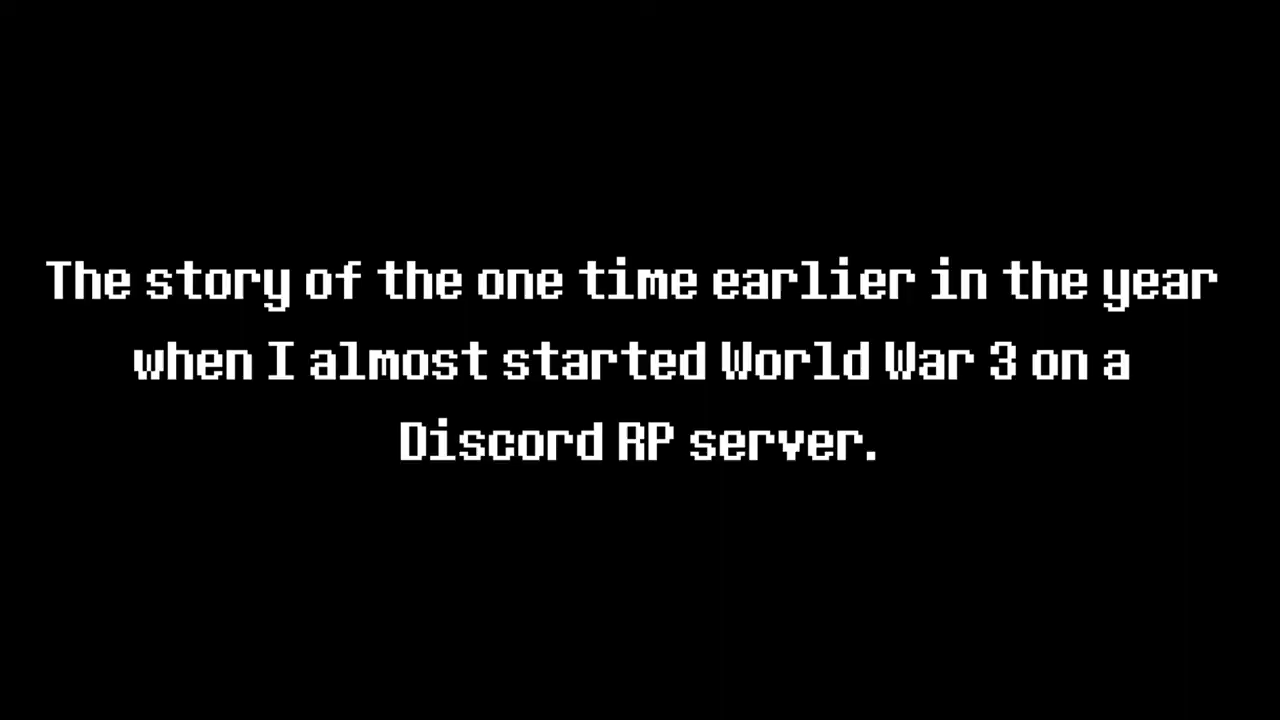 The story of the one time earlier in the year
when I almost started World War 3 on a
Discord RP server.